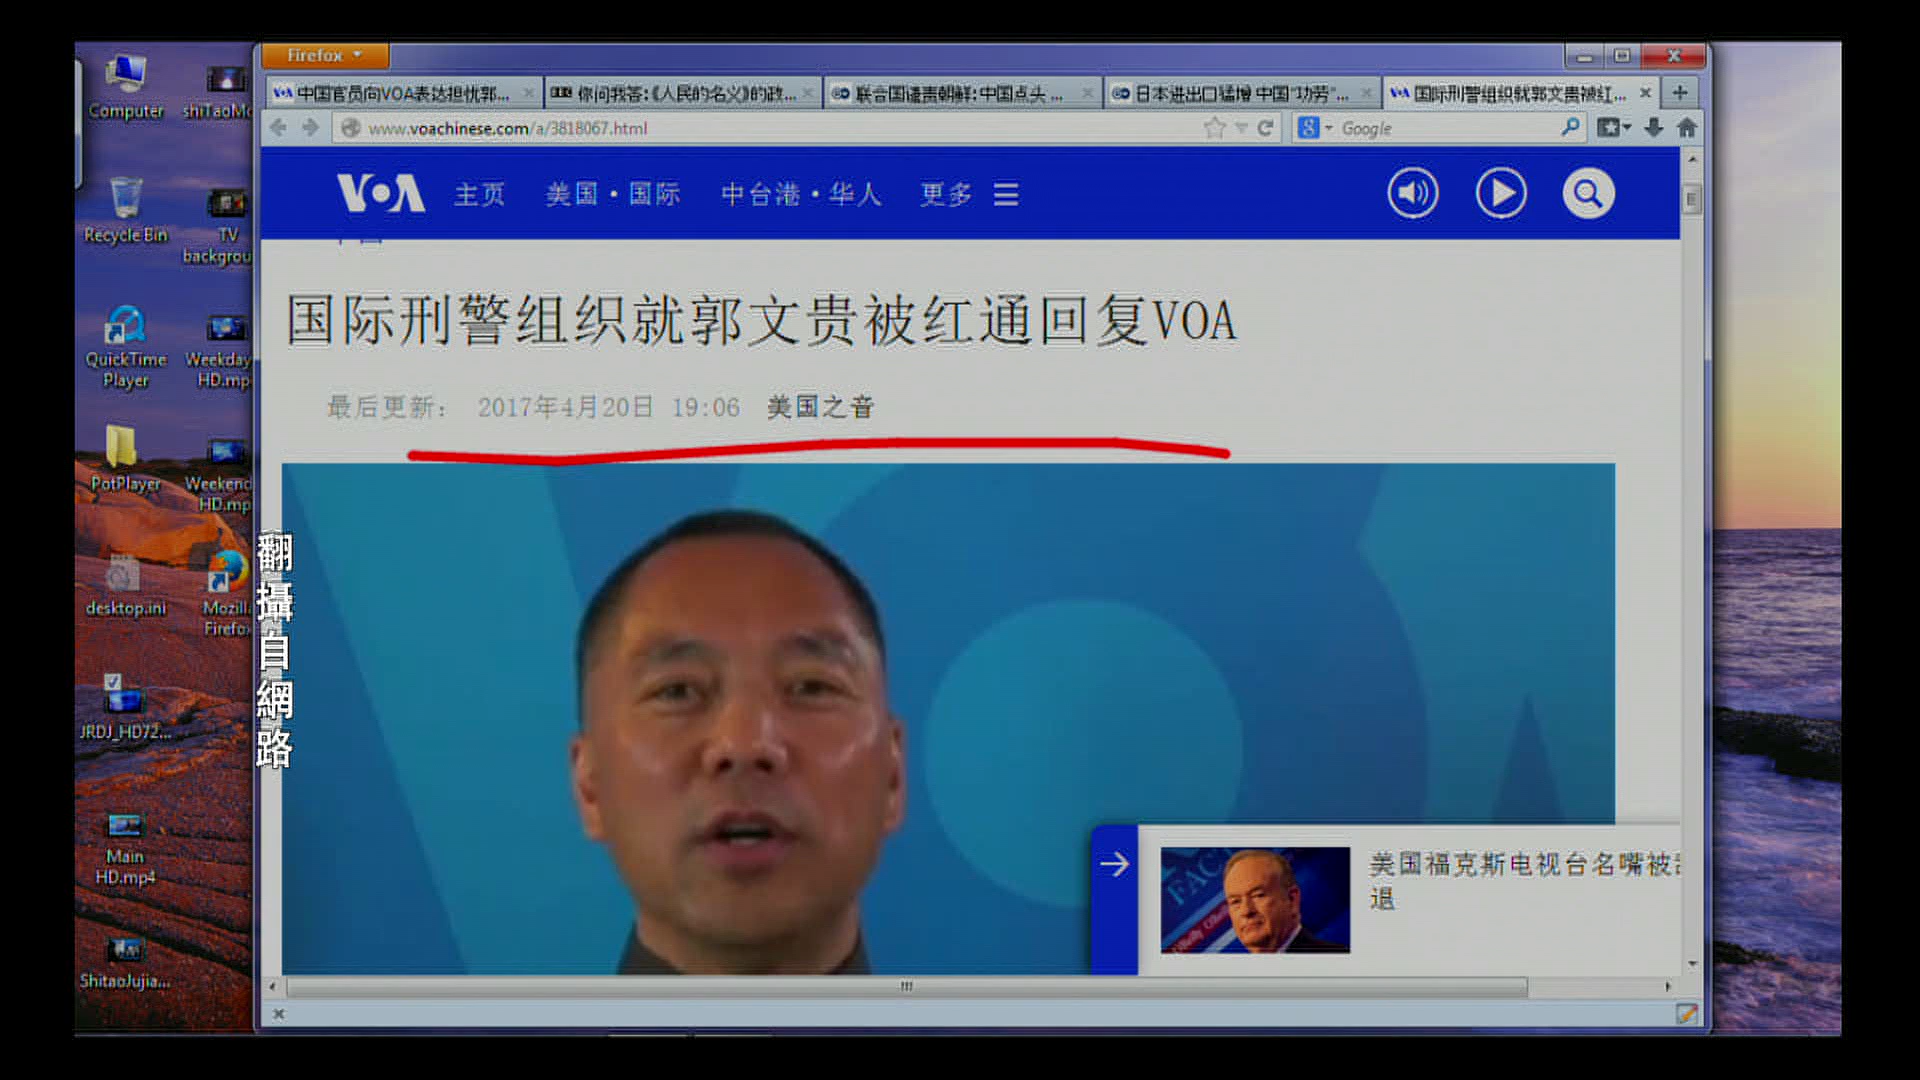 Firefox
中国官员向VOA表达担忧郭...
你问我答:《人民的名义》的政...
联合国谴责朝鲜:中国点头 ...
日本进出口猛增 中国"功劳"...
国际刑警组织就郭文贵被红...
www.voachinese.com/a/3818067.html
Google
VOA 主页 美国·国际 中台港·华人 更多
国际刑警组织就郭文贵被红通回复VOA
最后更新: 2017年4月20日 19:06 美国之音
美国福克斯电视台名嘴被
退
翻攝自網路
Computer
shiTaoMo
Recycle Bin
TV
backgrou
QuickTime
Player
Weekday
HD.mp
PotPlayer
Weekend
HD.mp
desktop.ini
Mozill
Firefox
JRDJ_HD72...
Main
HD.mp4
ShitaoJujia...